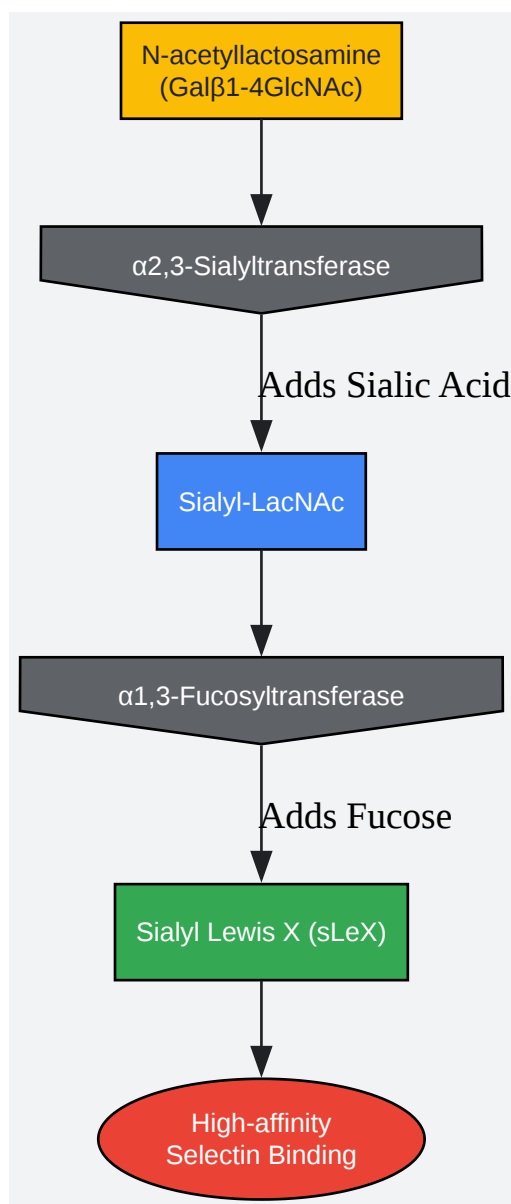 N-acetyllactosamine
(Galβ1-4GlcNAc)
α2,3-Sialyltransferase
Adds Sialic Acid
Sialyl-LacNAc
α1,3-Fucosyltransferase
Adds Fucose
Sialyl Lewis X (sLeX)
High-affinity
Selectin Binding